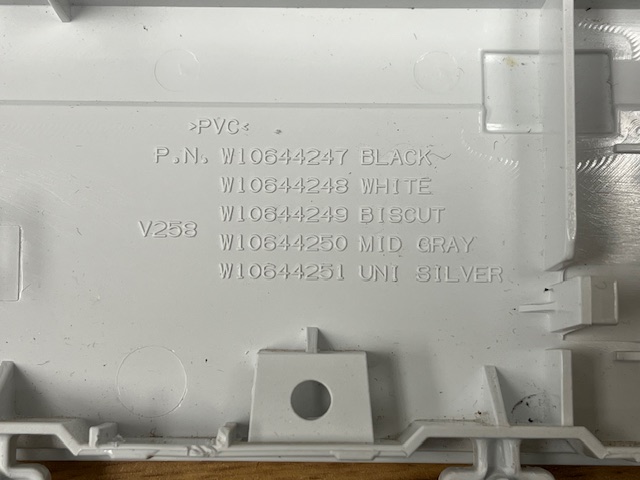 >PVC<
P.N. W10644247 BLACK
W10644248 WHITE
W10644249 BISCUT
V258
W10644250 MID GRAY
W10644251 UNI SILVER